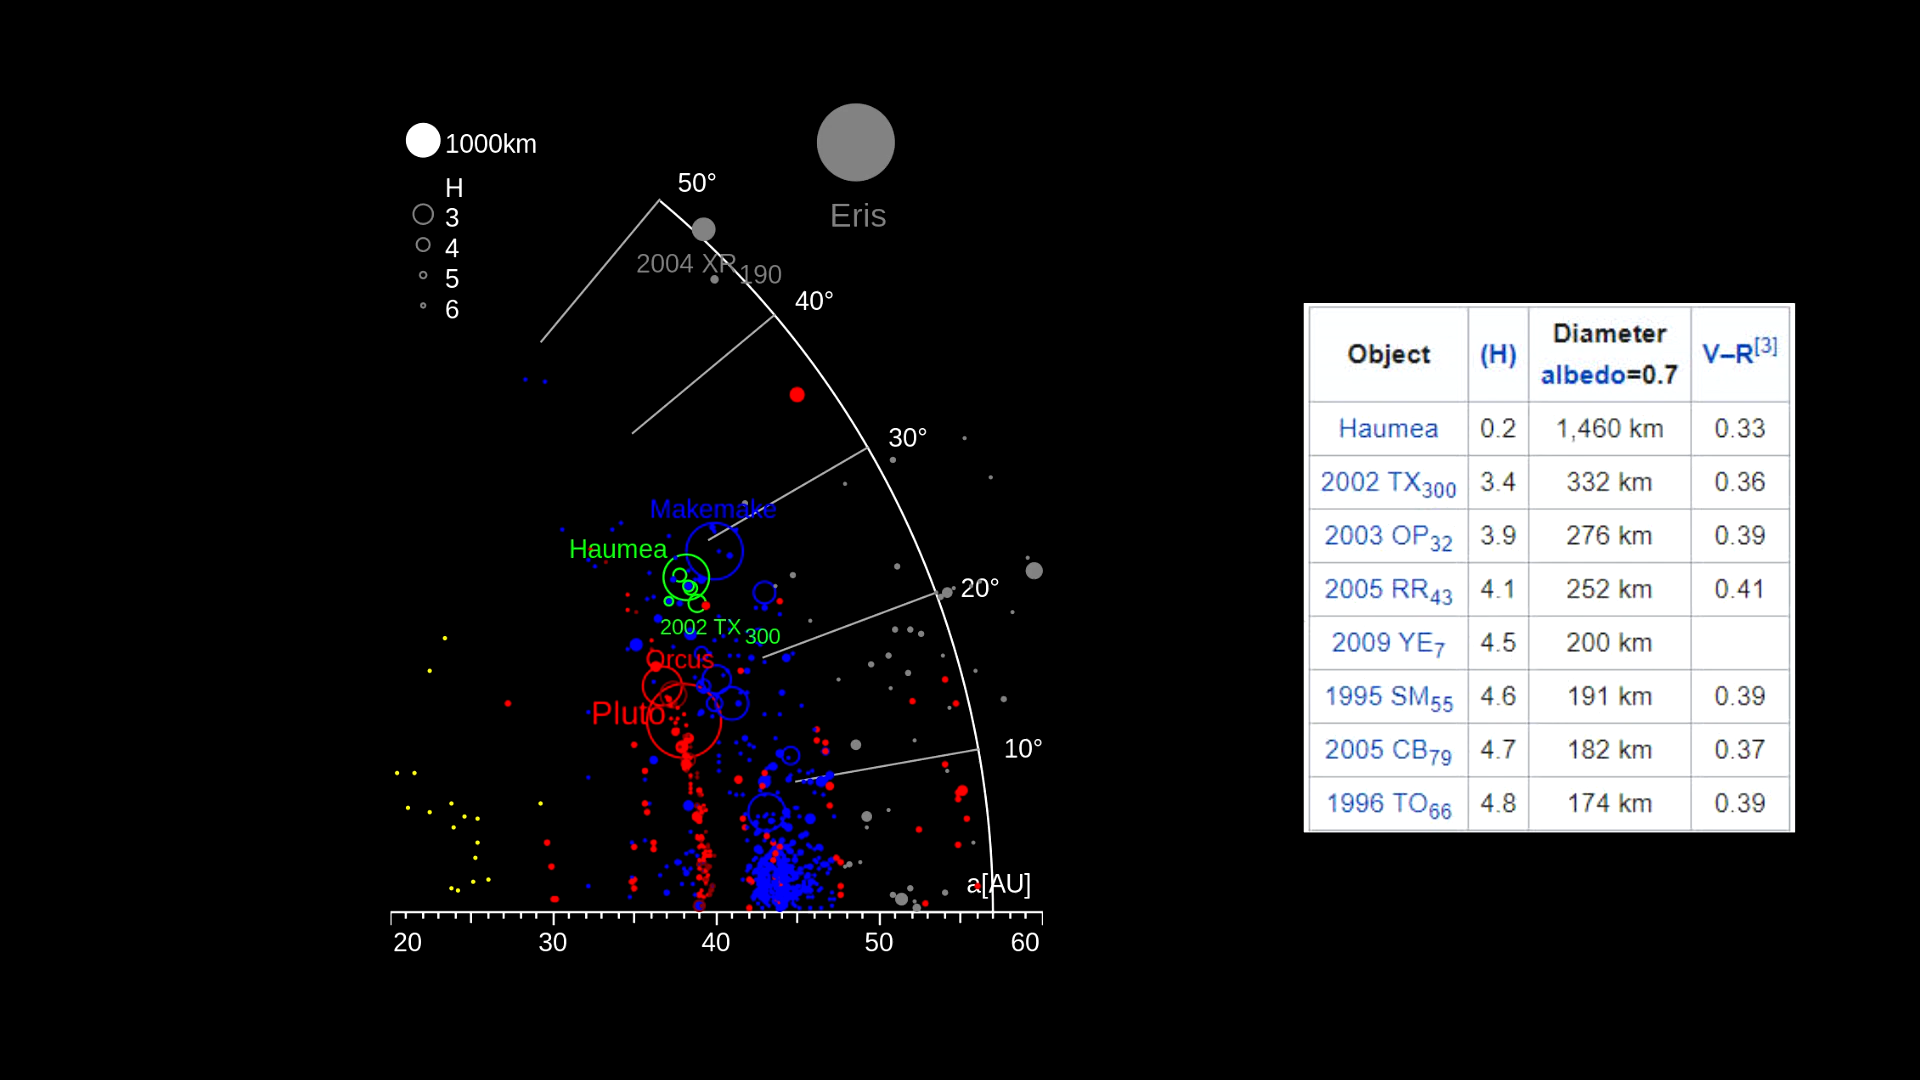 1000km
H
3
4
5
6
Eris
50°
2004 XR190
40°
30°
Makemake
Haumea
20°
2002 TX300
Orcus
Pluto
10°
a[AU]
20 30 40 50 60
Object (H) Diameter albedo=0.7 V–R[3]
Haumea 0.2 1,460 km 0.33
2002 TX300 3.4 332 km 0.36
2003 OP32 3.9 276 km 0.39
2005 RR43 4.1 252 km 0.41
2009 YE7 4.5 200 km
1995 SM55 4.6 191 km 0.39
2005 CB79 4.7 182 km 0.37
1996 TO66 4.8 174 km 0.39